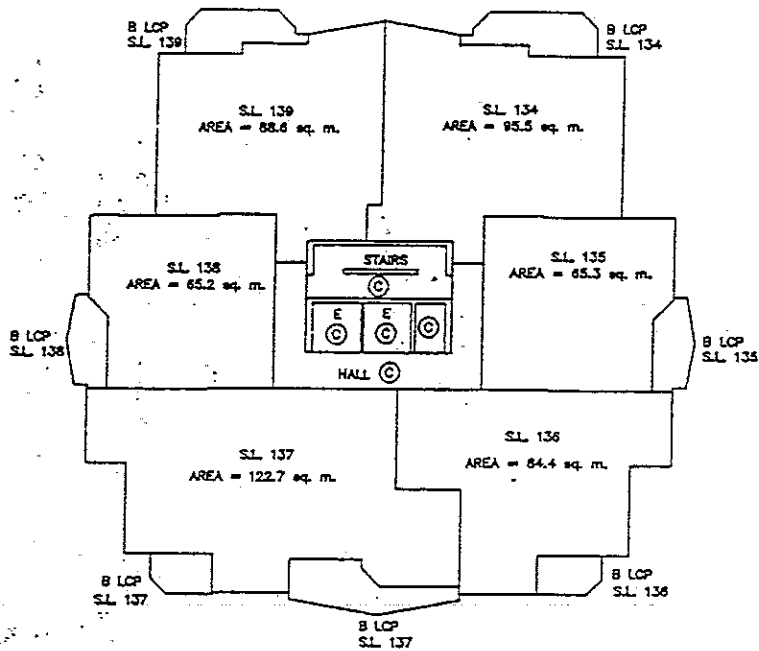 B LCP
S.L. 139
B LCP
S.L. 134
S.L. 139
AREA = 88.6 sq. m.
S.L. 134
AREA = 95.5 sq. m.
STAIRS
C
S.L. 138
AREA = 65.2 sq. m.
S.L. 135
AREA = 65.3 sq. m.
E
C
E
C
C
B LCP
S.L. 138
B LCP
S.L. 135
HALL C
S.L. 137
AREA = 122.7 sq. m.
S.L. 136
AREA = 84.4 sq. m.
B LCP
S.L. 137
B LCP
S.L. 136
B LCP
S.L. 137